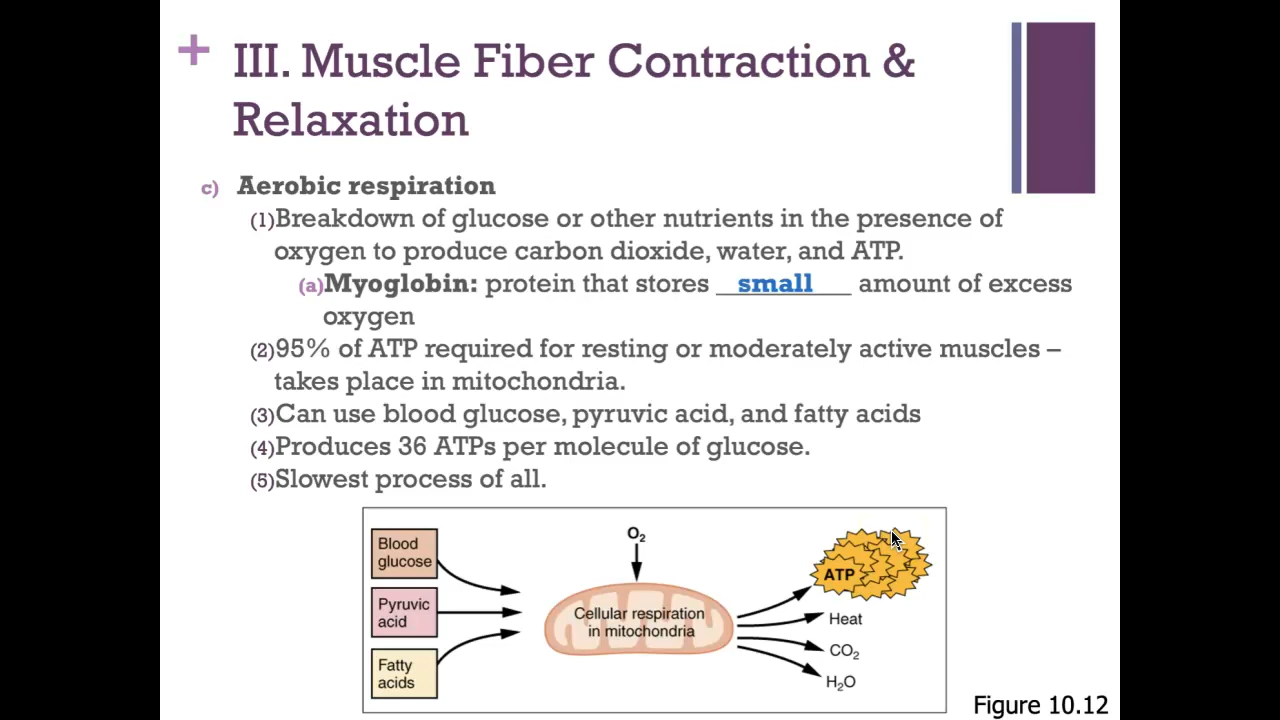 + III. Muscle Fiber Contraction &
Relaxation
c) Aerobic respiration
(1)Breakdown of glucose or other nutrients in the presence of
oxygen to produce carbon dioxide, water, and ATP.
(a)Myoglobin: protein that stores __small__ amount of excess
oxygen
(2)95% of ATP required for resting or moderately active muscles –
takes place in mitochondria.
(3)Can use blood glucose, pyruvic acid, and fatty acids
(4)Produces 36 ATPs per molecule of glucose.
(5)Slowest process of all.
Blood
glucose
Pyruvic
acid
Fatty
acids
O₂
Cellular respiration
in mitochondria
ATP
Heat
CO₂
H₂O
Figure 10.12